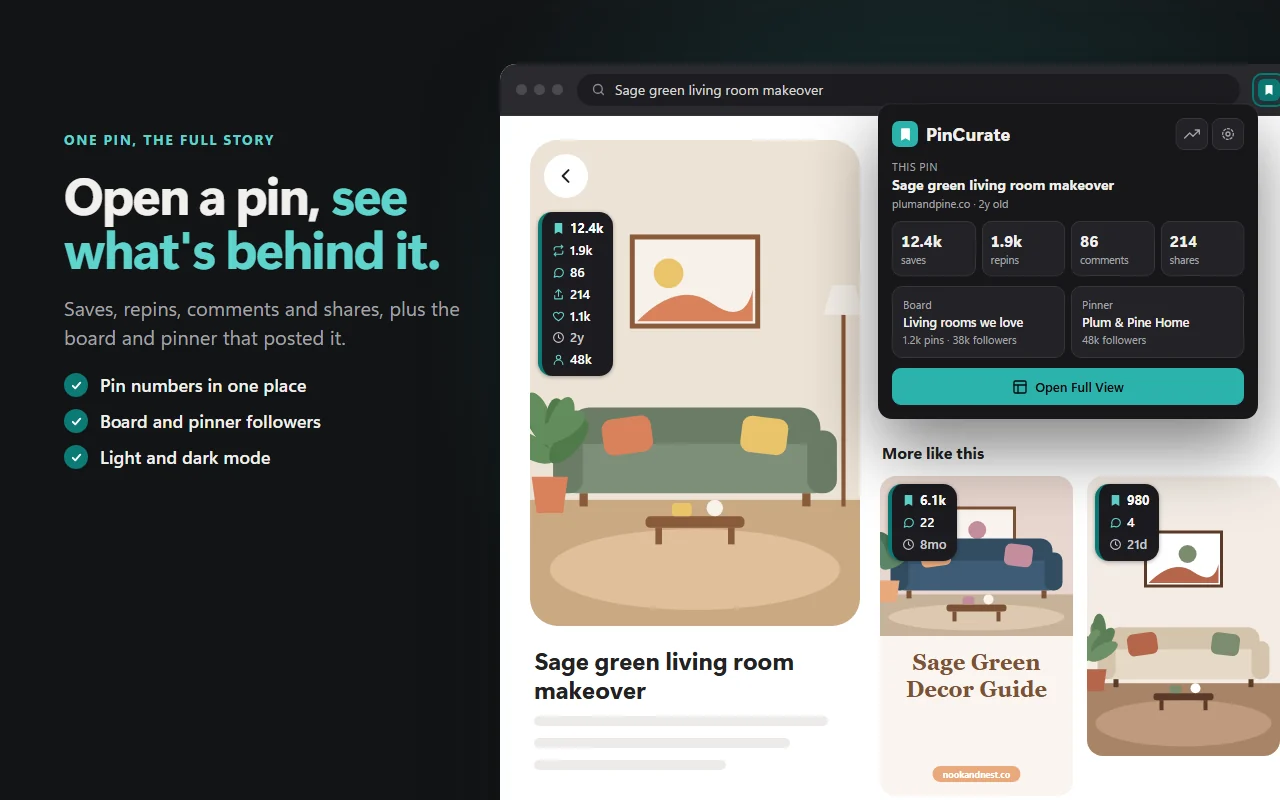 ONE PIN, THE FULL STORY
Open a pin, see
what's behind it.
Saves, repins, comments and shares, plus the
board and pinner that posted it.
Pin numbers in one place
Board and pinner followers
Light and dark mode
Sage green living room makeover
12.4k
1.9k
86
214
1.1k
2y
48k
Sage green living room
makeover
PinCurate
THIS PIN
Sage green living room makeover
plumandpine.co · 2y old
12.4k
saves
1.9k
repins
86
comments
214
shares
Board
Living rooms we love
1.2k pins · 38k followers
Pinner
Plum & Pine Home
48k followers
Open Full View
More like this
6.1k
22
8mo
Sage Green
Decor Guide
nookandnest.co
980
4
21d